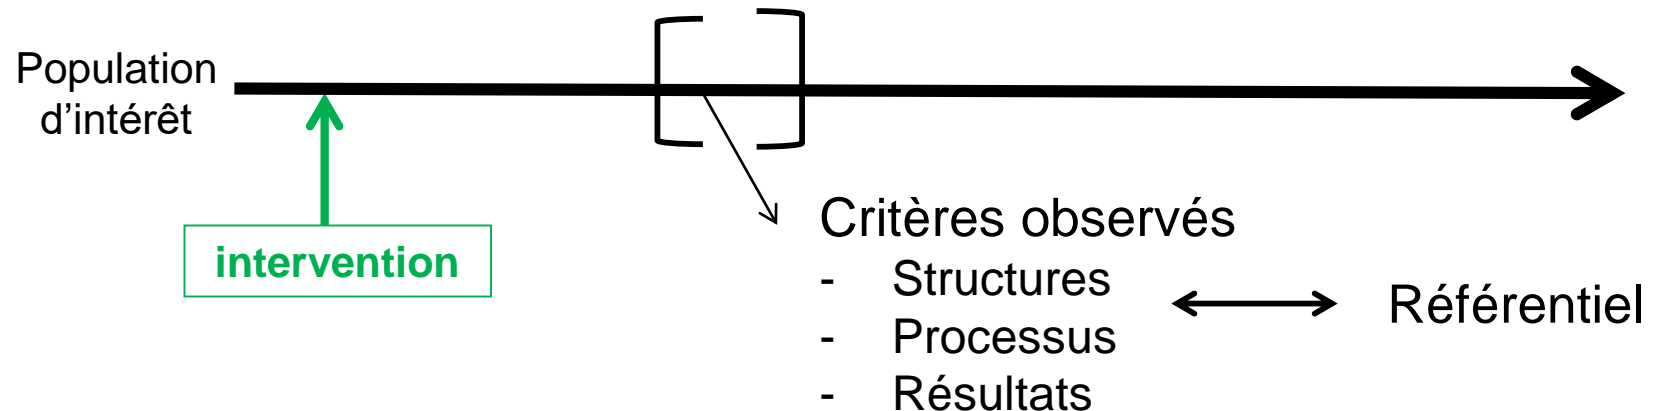 Population
d’intérêt
intervention
Critères observés
- Structures
- Processus
- Résultats
Référentiel